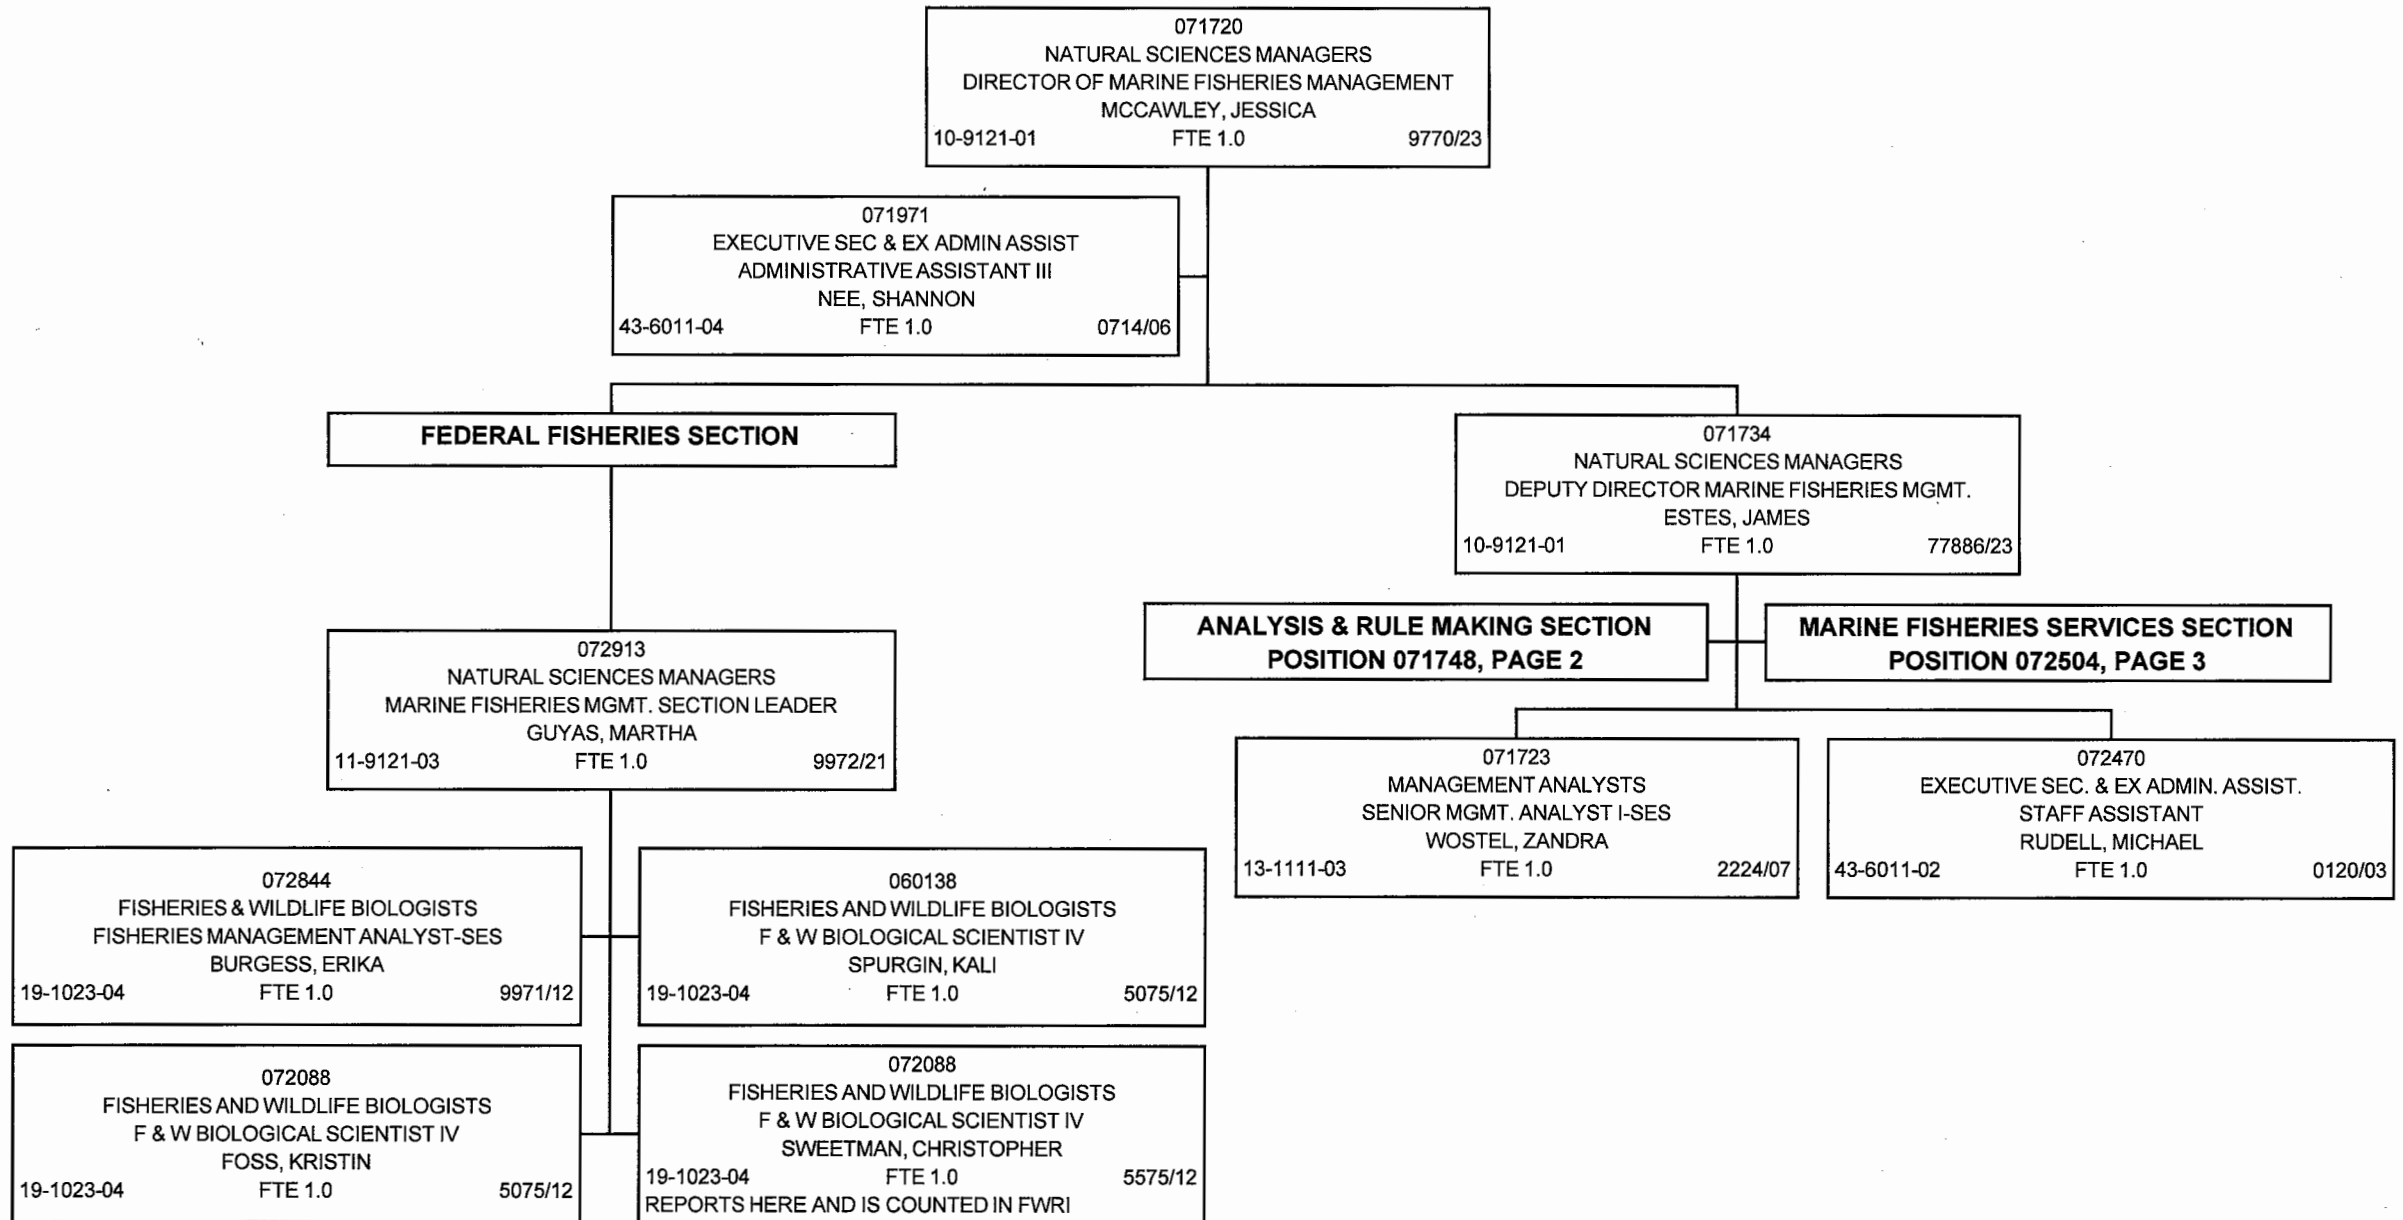 071720
NATURAL SCIENCES MANAGERS
DIRECTOR OF MARINE FISHERIES MANAGEMENT
MCCAWLEY, JESSICA
10-9121-01 FTE 1.0 9770/23
071971
EXECUTIVE SEC & EX ADMIN ASSIST
ADMINISTRATIVE ASSISTANT III
NEE, SHANNON
43-6011-04 FTE 1.0 0714/06
FEDERAL FISHERIES SECTION
071734
NATURAL SCIENCES MANAGERS
DEPUTY DIRECTOR MARINE FISHERIES MGMT.
ESTES, JAMES
10-9121-01 FTE 1.0 77886/23
ANALYSIS & RULE MAKING SECTION
POSITION 071748, PAGE 2
MARINE FISHERIES SERVICES SECTION
POSITION 072504, PAGE 3
072913
NATURAL SCIENCES MANAGERS
MARINE FISHERIES MGMT. SECTION LEADER
GUYAS, MARTHA
11-9121-03 FTE 1.0 9972/21
071723
MANAGEMENT ANALYSTS
SENIOR MGMT. ANALYST I-SES
WOSTEL, ZANDRA
13-1111-03 FTE 1.0 2224/07
072470
EXECUTIVE SEC. & EX ADMIN. ASSIST.
STAFF ASSISTANT
RUDELL, MICHAEL
43-6011-02 FTE 1.0 0120/03
072844
FISHERIES & WILDLIFE BIOLOGISTS
FISHERIES MANAGEMENT ANALYST-SES
BURGESS, ERIKA
19-1023-04 FTE 1.0 9971/12
060138
FISHERIES AND WILDLIFE BIOLOGISTS
F & W BIOLOGICAL SCIENTIST IV
SPURGIN, KALI
19-1023-04 FTE 1.0 5075/12
072088
FISHERIES AND WILDLIFE BIOLOGISTS
F & W BIOLOGICAL SCIENTIST IV
FOSS, KRISTIN
19-1023-04 FTE 1.0 5075/12
072088
FISHERIES AND WILDLIFE BIOLOGISTS
F & W BIOLOGICAL SCIENTIST IV
SWEETMAN, CHRISTOPHER
19-1023-04 FTE 1.0 5575/12
REPORTS HERE AND IS COUNTED IN FWRI